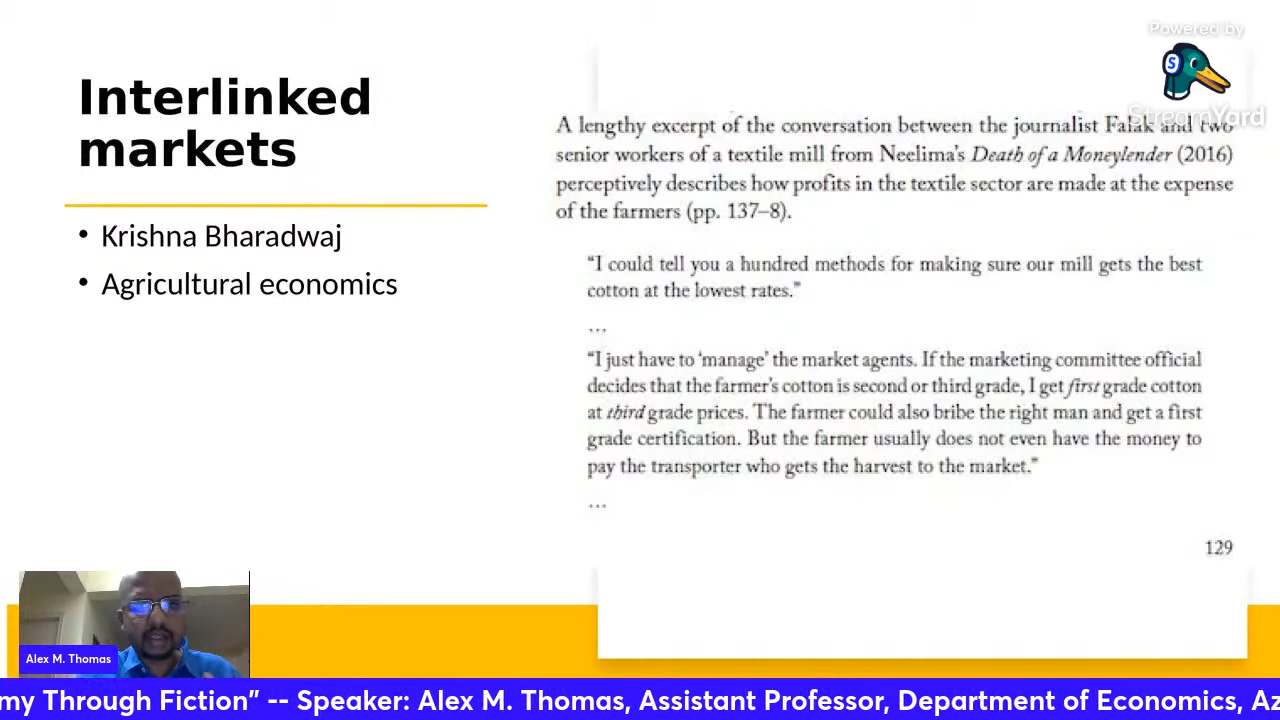 Powered by
StreamYard
Interlinked
markets
• Krishna Bharadwaj
• Agricultural economics
A lengthy excerpt of the conversation between the journalist Falak and two
senior workers of a textile mill from Neelima's Death of a Moneylender (2016)
perceptively describes how profits in the textile sector are made at the expense
of the farmers (pp. 137–8).
“I could tell you a hundred methods for making sure our mill gets the best
cotton at the lowest rates.”
...
“I just have to ‘manage’ the market agents. If the marketing committee official
decides that the farmer's cotton is second or third grade, I get first grade cotton
at third grade prices. The farmer could also bribe the right man and get a first
grade certification. But the farmer usually does not even have the money to
pay the transporter who gets the harvest to the market.”
...
129
Alex M. Thomas
my Through Fiction” -- Speaker: Alex M. Thomas, Assistant Professor, Department of Economics, Az